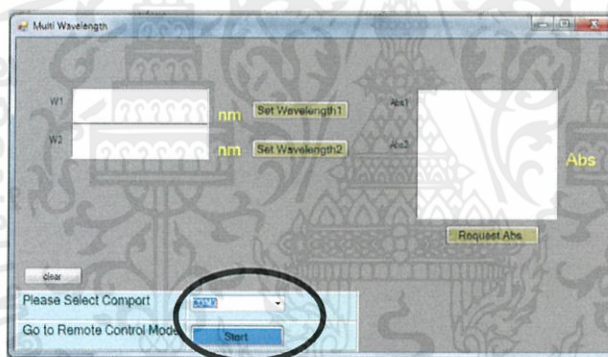 Multi Wavelength
W1 nm Set Wavelength1 Abs1
W2 nm Set Wavelength2 Abs2
Abs
Request Abs
clear
Please Select Comport
Go to Remote Control Mode Start